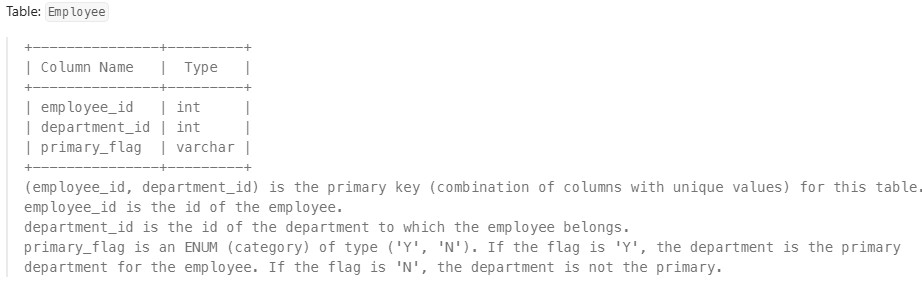 Table: Employee
+---------------+---------+
| Column Name   |  Type   |
+---------------+---------+
| employee_id   | int     |
| department_id | int     |
| primary_flag  | varchar |
+---------------+---------+
(employee_id, department_id) is the primary key (combination of columns with unique values) for this table.
employee_id is the id of the employee.
department_id is the id of the department to which the employee belongs.
primary_flag is an ENUM (category) of type ('Y', 'N'). If the flag is 'Y', the department is the primary
department for the employee. If the flag is 'N', the department is not the primary.